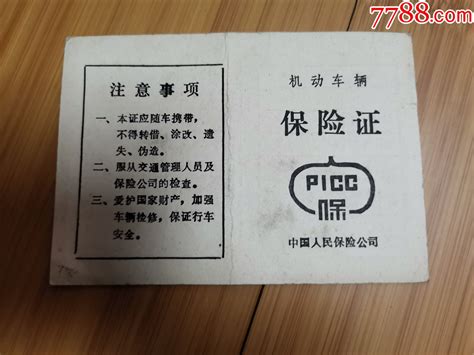 7788.com
注意事项
一、本证应随车携带，
不得转借、涂改、遗
失、伪造。
二、服从交通管理人员及
保险公司的检查。
三、爱护国家财产，加强
车辆检修，保证行车
安全。
机动车辆
保险证
PICC
保
中国人民保险公司